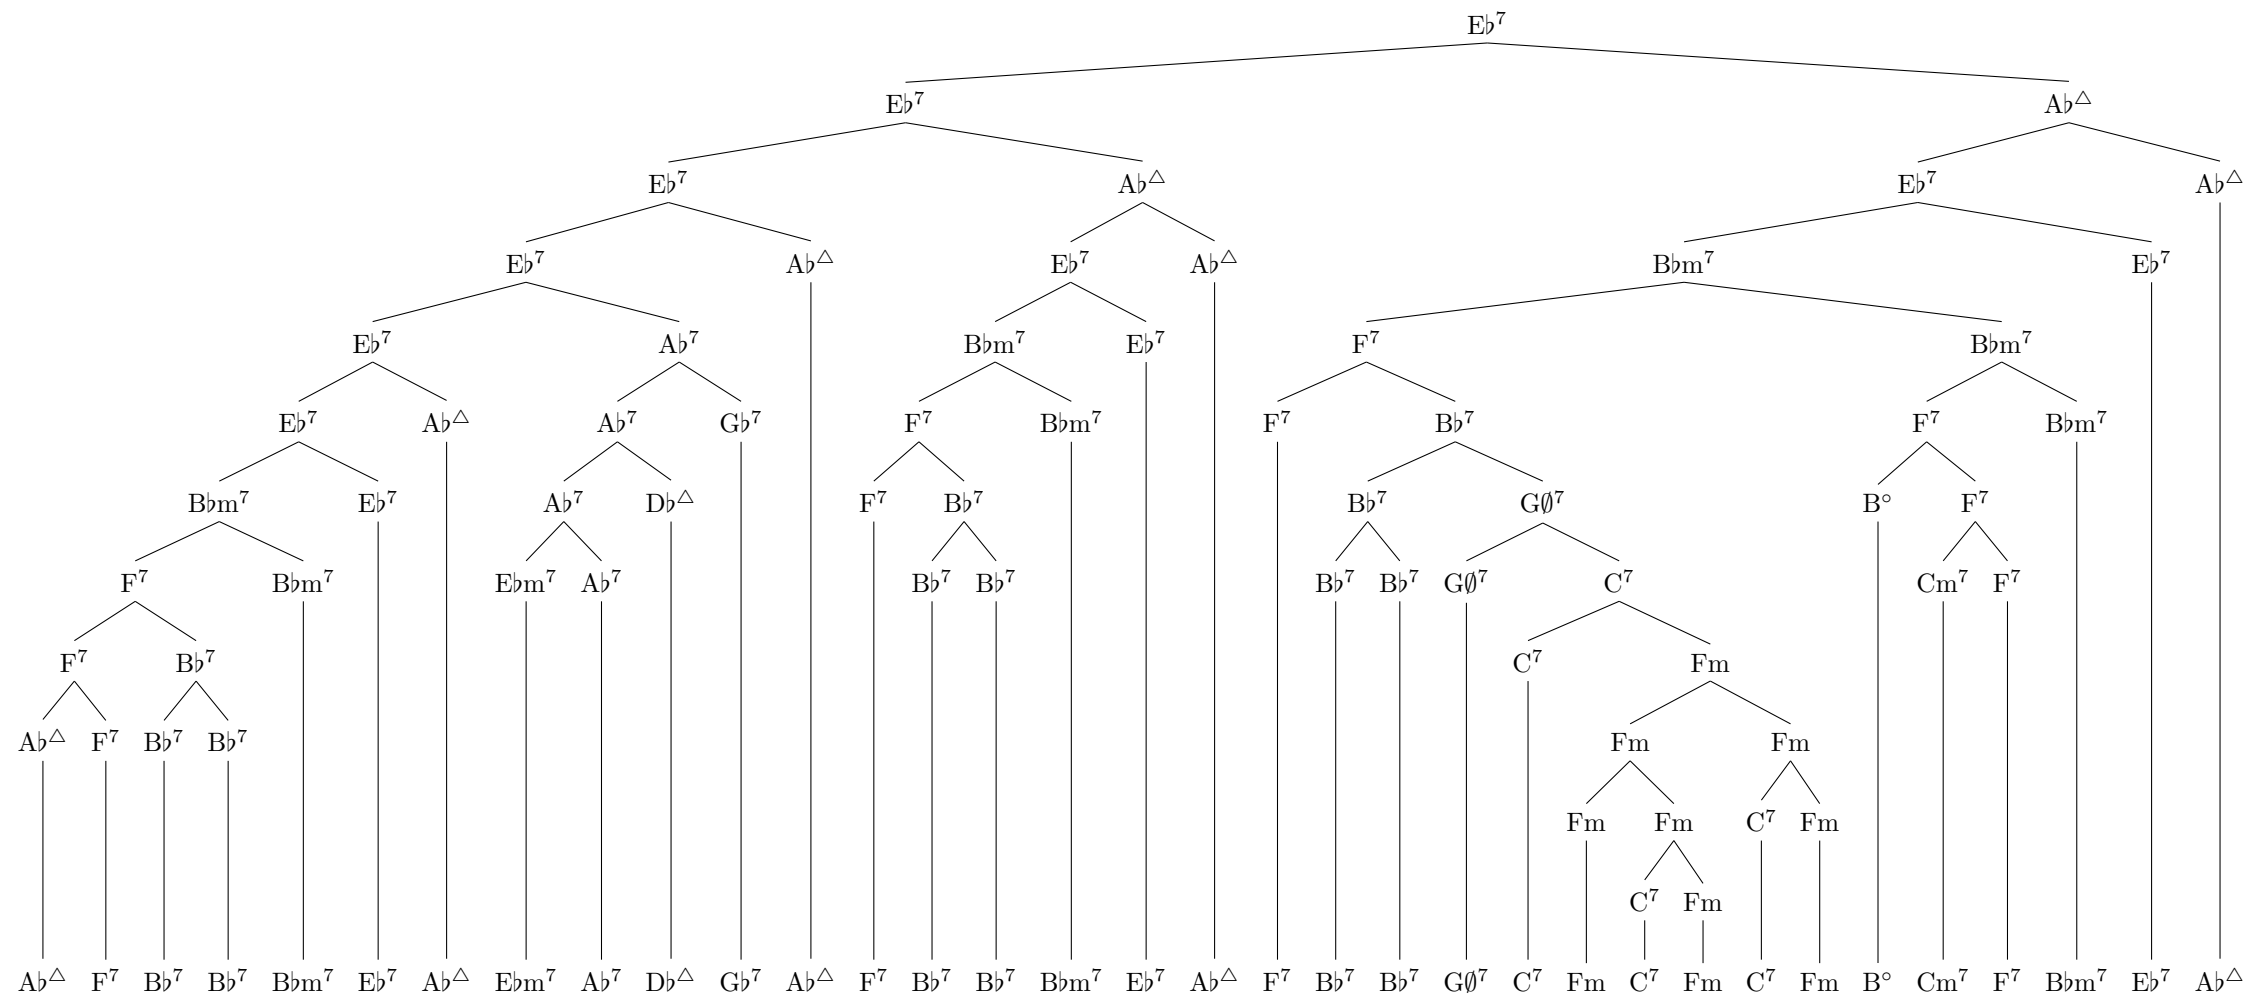 E♭⁷
E♭⁷ A♭△
E♭⁷ A♭△ E♭⁷ A♭△
E♭⁷ A♭△ E♭⁷ A♭△ B♭m⁷ E♭⁷
E♭⁷ A♭⁷ B♭m⁷ E♭⁷ F⁷ B♭m⁷
E♭⁷ A♭△ A♭⁷ G♭⁷ F⁷ B♭m⁷ F⁷ B♭⁷ F⁷ B♭m⁷
B♭m⁷ E♭⁷ A♭⁷ D♭△ F⁷ B♭⁷ B♭⁷ G∅⁷ B° F⁷
F⁷ B♭m⁷ E♭m⁷ A♭⁷ B♭⁷ B♭⁷ B♭⁷ B♭⁷ G∅⁷ C⁷ Cm⁷ F⁷
F⁷ B♭⁷ C⁷ Fm
A♭△ F⁷ B♭⁷ B♭⁷ Fm Fm
Fm Fm C⁷ Fm
C⁷ Fm
A♭△ F⁷ B♭⁷ B♭⁷ B♭m⁷ E♭⁷ A♭△ E♭m⁷ A♭⁷ D♭△ G♭⁷ A♭△ F⁷ B♭⁷ B♭⁷ B♭m⁷ E♭⁷ A♭△ F⁷ B♭⁷ B♭⁷ G∅⁷ C⁷ Fm C⁷ Fm C⁷ Fm B° Cm⁷ F⁷ B♭m⁷ E♭⁷ A♭△